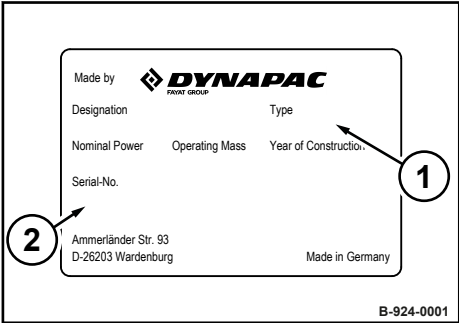 Made by DYNAPAC
FAYAT GROUP
Designation Type
Nominal Power Operating Mass Year of Construction
1
Serial-No.
2
Ammerländer Str. 93
D-26203 Wardenburg Made in Germany
B-924-0001